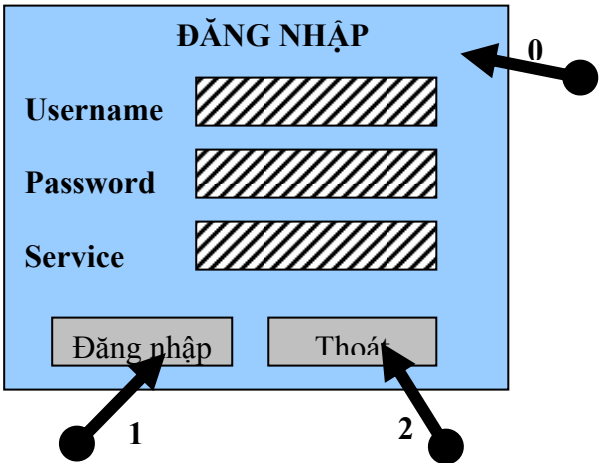 ĐĂNG NHẬP
0
Username
Password
Service
Đăng nhập
Thoát
1
2